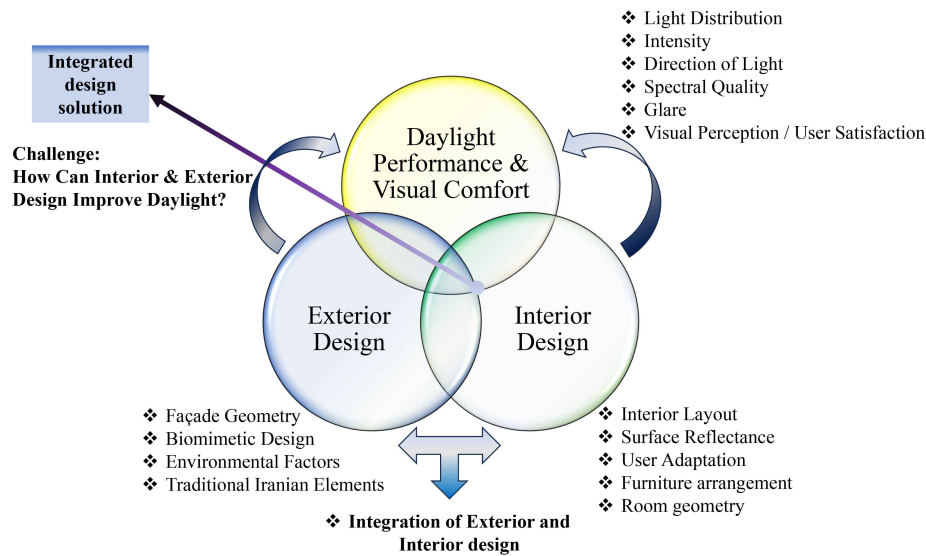 ❖ Light Distribution
❖ Intensity
❖ Direction of Light
❖ Spectral Quality
❖ Glare
❖ Visual Perception / User Satisfaction
Integrated
design
solution
Challenge:
How Can Interior & Exterior
Design Improve Daylight?
Daylight
Performance &
Visual Comfort
Exterior
Design
Interior
Design
❖ Façade Geometry
❖ Biomimetic Design
❖ Environmental Factors
❖ Traditional Iranian Elements
❖ Interior Layout
❖ Surface Reflectance
❖ User Adaptation
❖ Furniture arrangement
❖ Room geometry
❖ Integration of Exterior and
Interior design